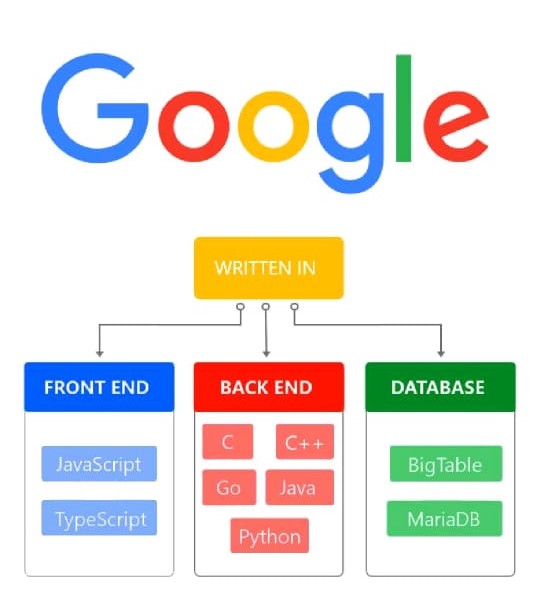 Google
WRITTEN IN
FRONT END
JavaScript
TypeScript
BACK END
C C++
Go Java
Python
DATABASE
BigTable
MariaDB